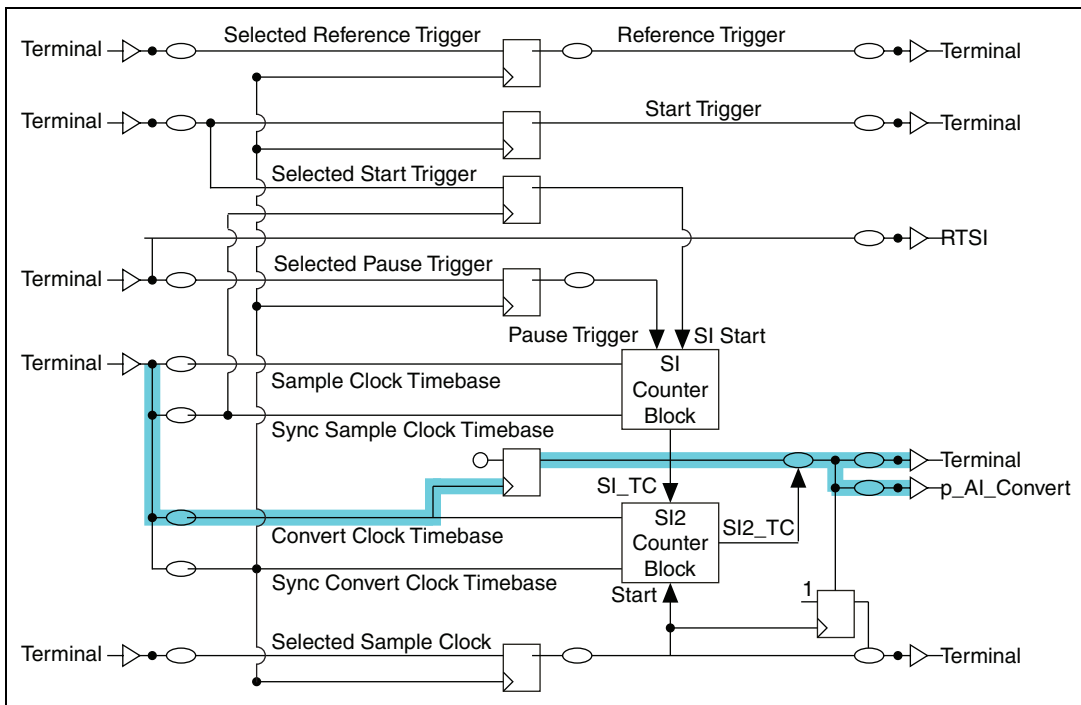 Terminal Selected Reference Trigger Reference Trigger Terminal
Terminal Start Trigger Terminal
Selected Start Trigger
RTSI
Terminal Selected Pause Trigger
Pause Trigger SI Start
Terminal
SI
Counter
Block
Sample Clock Timebase
Sync Sample Clock Timebase
Terminal
SI_TC
p_AI_Convert
SI2
Counter
Block
SI2_TC
Convert Clock Timebase
Sync Convert Clock Timebase
Start
1
Terminal Selected Sample Clock Terminal